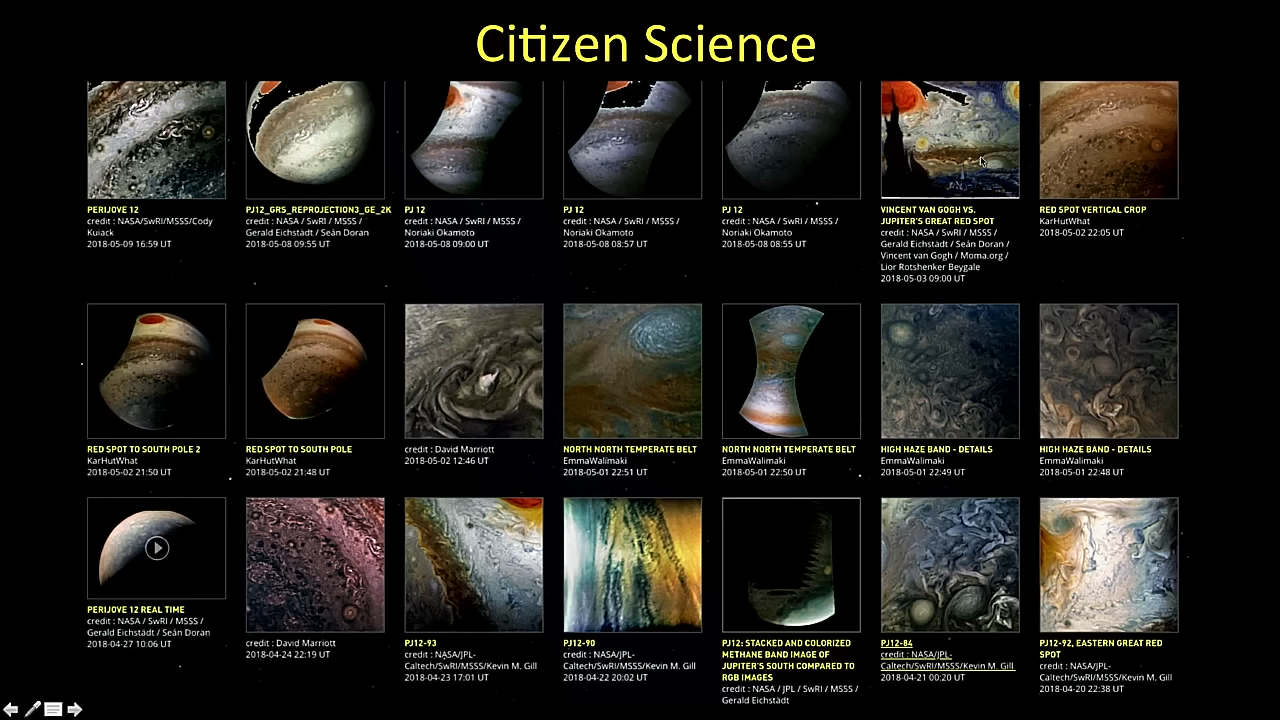 Citizen Science
PERIJOVE 12
credit : NASA/SwRI/MSSS/Cody
Kuiack
2018-05-09 16:59 UT
PJ12_GRS_REPROJECTION3_GE_2K
credit : NASA / SwRI / MSSS /
Gerald Eichstädt / Seán Doran
2018-05-08 09:55 UT
PJ 12
credit : NASA / SwRI / MSSS /
Noriaki Okamoto
2018-05-08 09:00 UT
PJ 12
credit : NASA / SwRI / MSSS /
Noriaki Okamoto
2018-05-08 08:57 UT
PJ 12
credit : NASA / SwRI / MSSS /
Noriaki Okamoto
2018-05-08 08:55 UT
VINCENT VAN GOGH VS.
JUPITER'S GREAT RED SPOT
credit : NASA / SwRI / MSSS /
Gerald Eichstädt / Seán Doran /
Vincent van Gogh / Moma.org /
Lior Rotshenker Beygale
2018-05-03 09:00 UT
RED SPOT VERTICAL CROP
KarHutWhat
2018-05-02 22:05 UT
RED SPOT TO SOUTH POLE 2
KarHutWhat
2018-05-02 21:50 UT
RED SPOT TO SOUTH POLE
KarHutWhat
2018-05-02 21:48 UT
credit : David Marriott
2018-05-02 12:46 UT
NORTH NORTH TEMPERATE BELT
EmmaWalimaki
2018-05-01 22:51 UT
NORTH NORTH TEMPERATE BELT
EmmaWalimaki
2018-05-01 22:50 UT
HIGH HAZE BAND - DETAILS
EmmaWalimaki
2018-05-01 22:49 UT
HIGH HAZE BAND - DETAILS
EmmaWalimaki
2018-05-01 22:48 UT
PERIJOVE 12 REAL TIME
credit : NASA / SwRI / MSSS /
Gerald Eichstädt / Seán Doran
2018-04-27 10:06 UT
credit : David Marriott
2018-04-24 22:19 UT
PJ12-93
credit : NASA/JPL-
Caltech/SwRI/MSSS/Kevin M. Gill
2018-04-23 17:01 UT
PJ12-90
credit : NASA/JPL-
Caltech/SwRI/MSSS/Kevin M. Gill
2018-04-22 20:02 UT
PJ12: STACKED AND COLORIZED
METHANE BAND IMAGE OF
JUPITER'S SOUTH COMPARED TO
RGB IMAGES
credit : NASA / JPL / SwRI / MSSS /
Gerald Eichstädt
PJ12-84
credit : NASA/JPL-
Caltech/SwRI/MSSS/Kevin M. Gill
2018-04-21 00:20 UT
PJ12-92, EASTERN GREAT RED
SPOT
credit : NASA/JPL-
Caltech/SwRI/MSSS/Kevin M. Gill
2018-04-20 22:38 UT